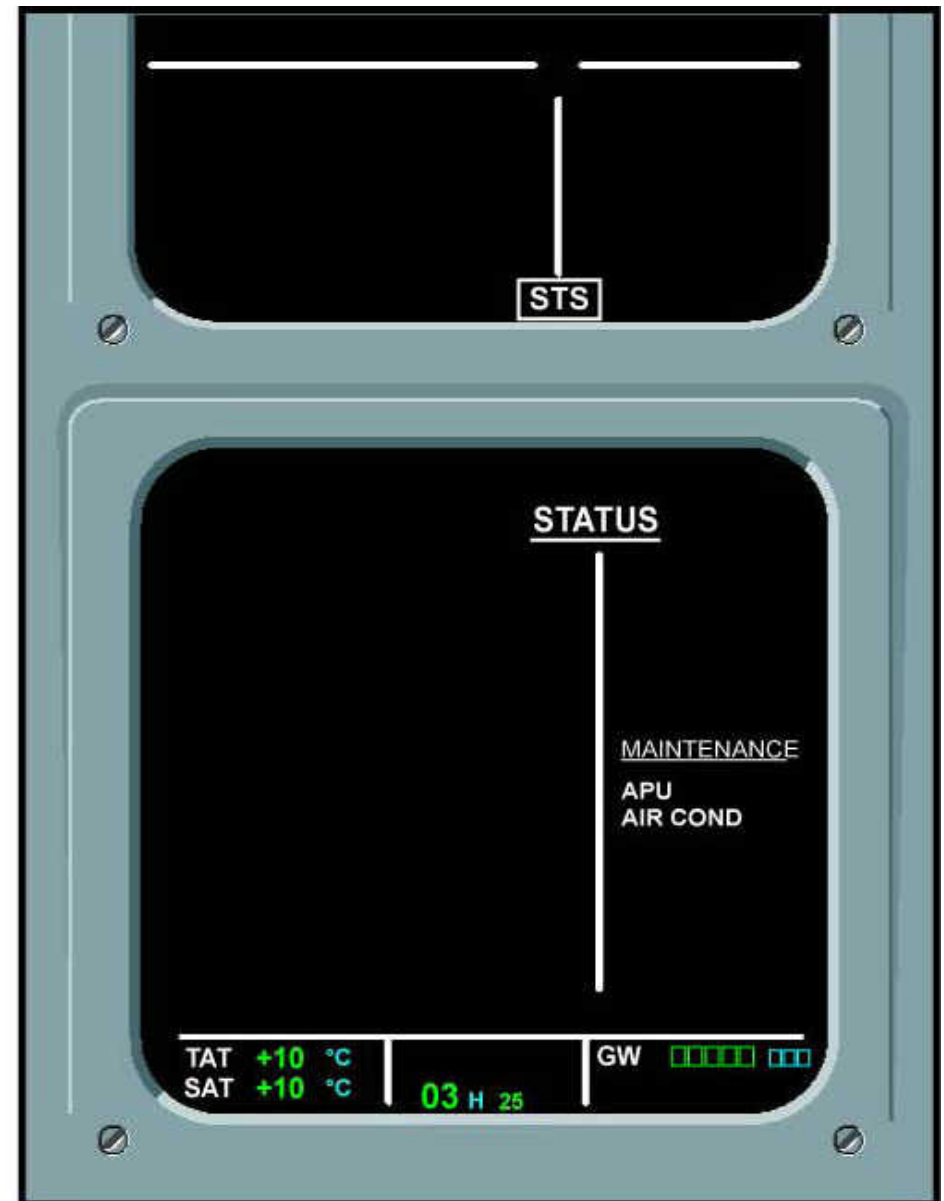 STS
STATUS
MAINTENANCE
APU
AIR COND
TAT +10 °C
SAT +10 °C
03 H 25
GW □□□□□ □□□